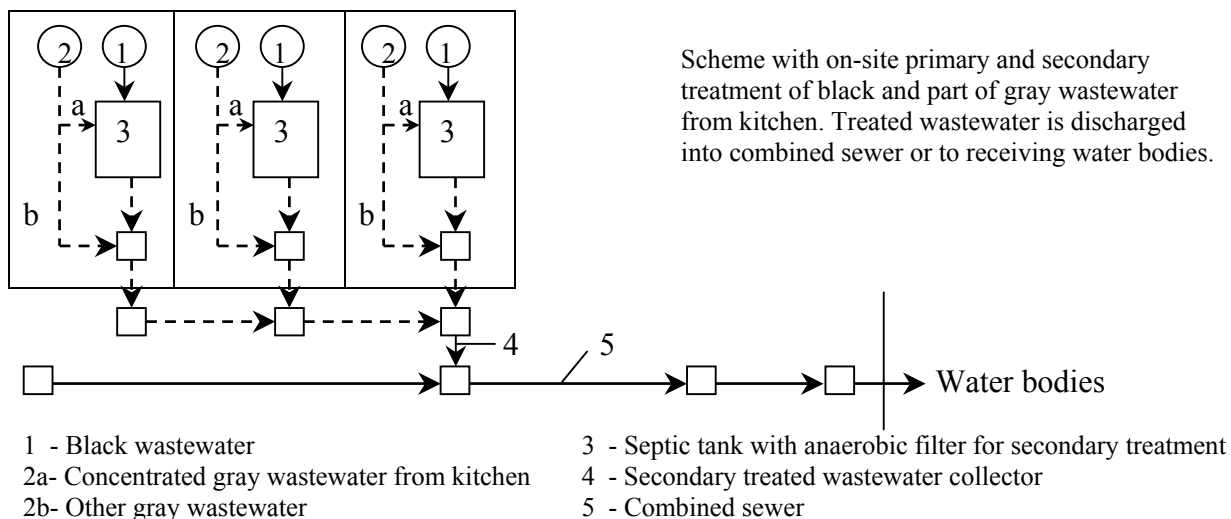 2 1 2 1 2 1
Scheme with on-site primary and secondary
treatment of black and part of gray wastewater
from kitchen. Treated wastewater is discharged
into combined sewer or to receiving water bodies.
a 3 a 3 a 3
b b b
4 5
Water bodies
1 - Black wastewater
2a- Concentrated gray wastewater from kitchen
2b- Other gray wastewater
3 - Septic tank with anaerobic filter for secondary treatment
4 - Secondary treated wastewater collector
5 - Combined sewer